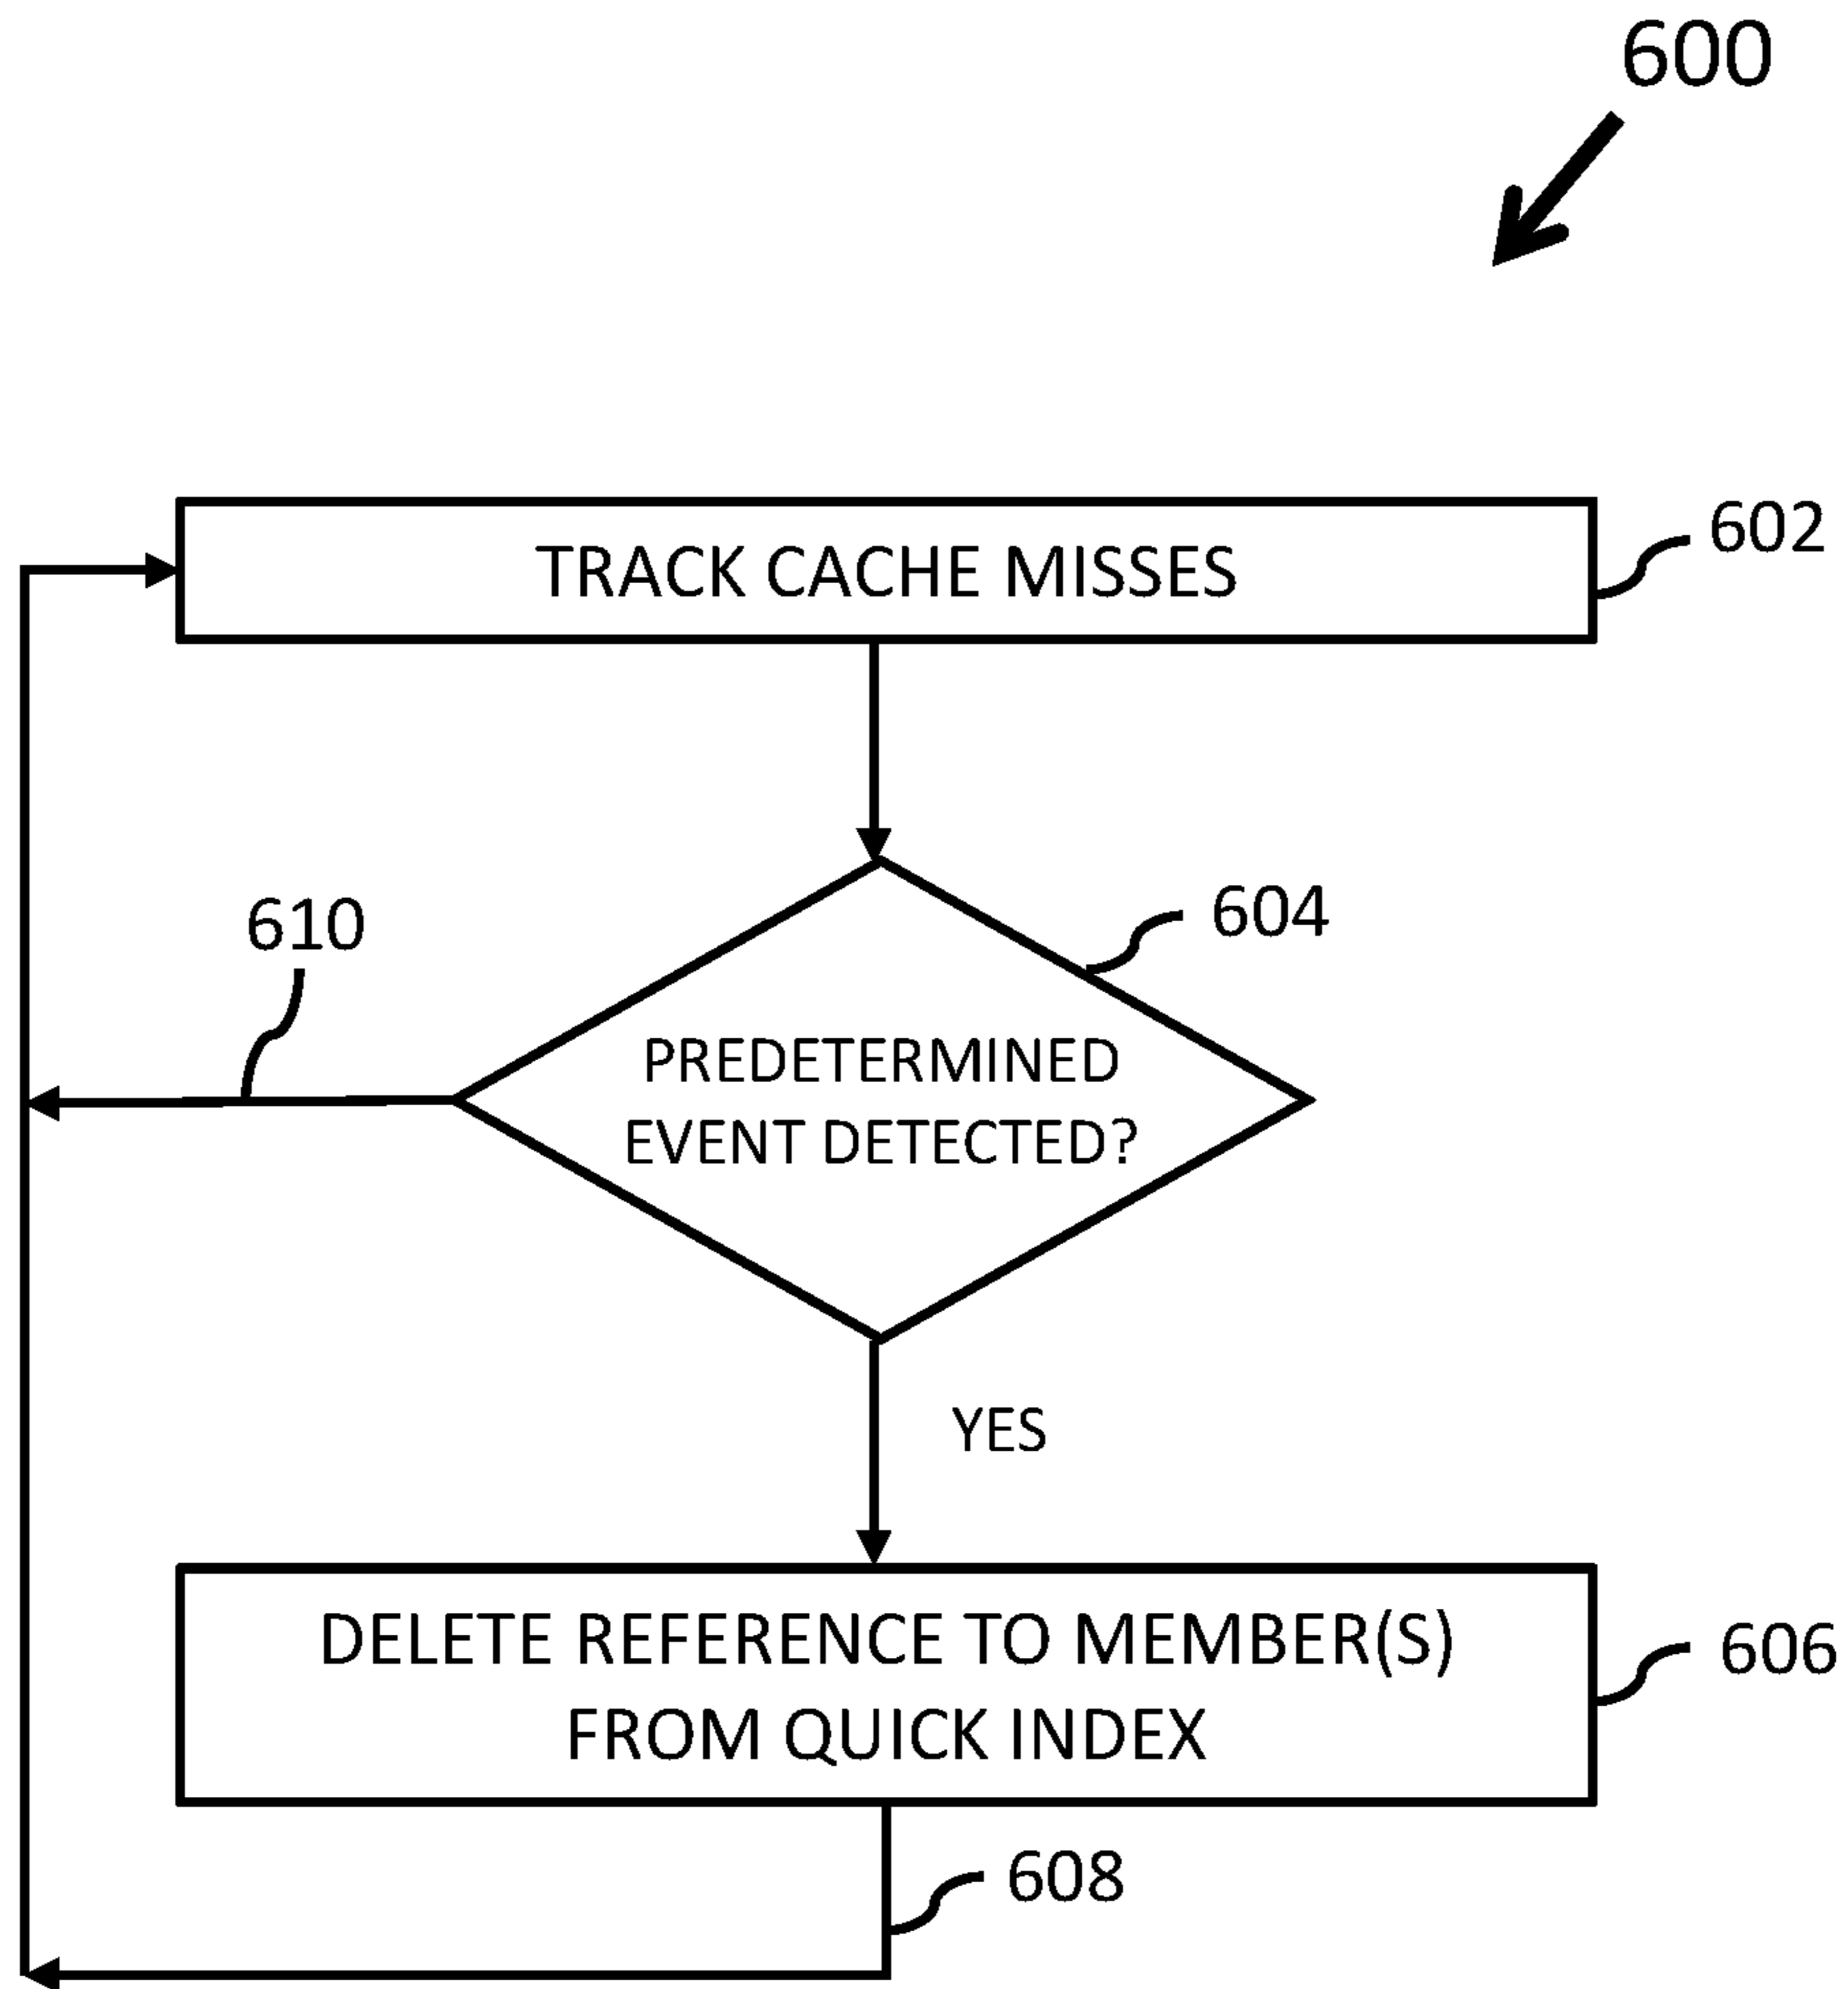 600
TRACK CACHE MISSES
602
604
610
PREDETERMINED
EVENT DETECTED?
YES
DELETE REFERENCE TO MEMBER(S)
FROM QUICK INDEX
606
608